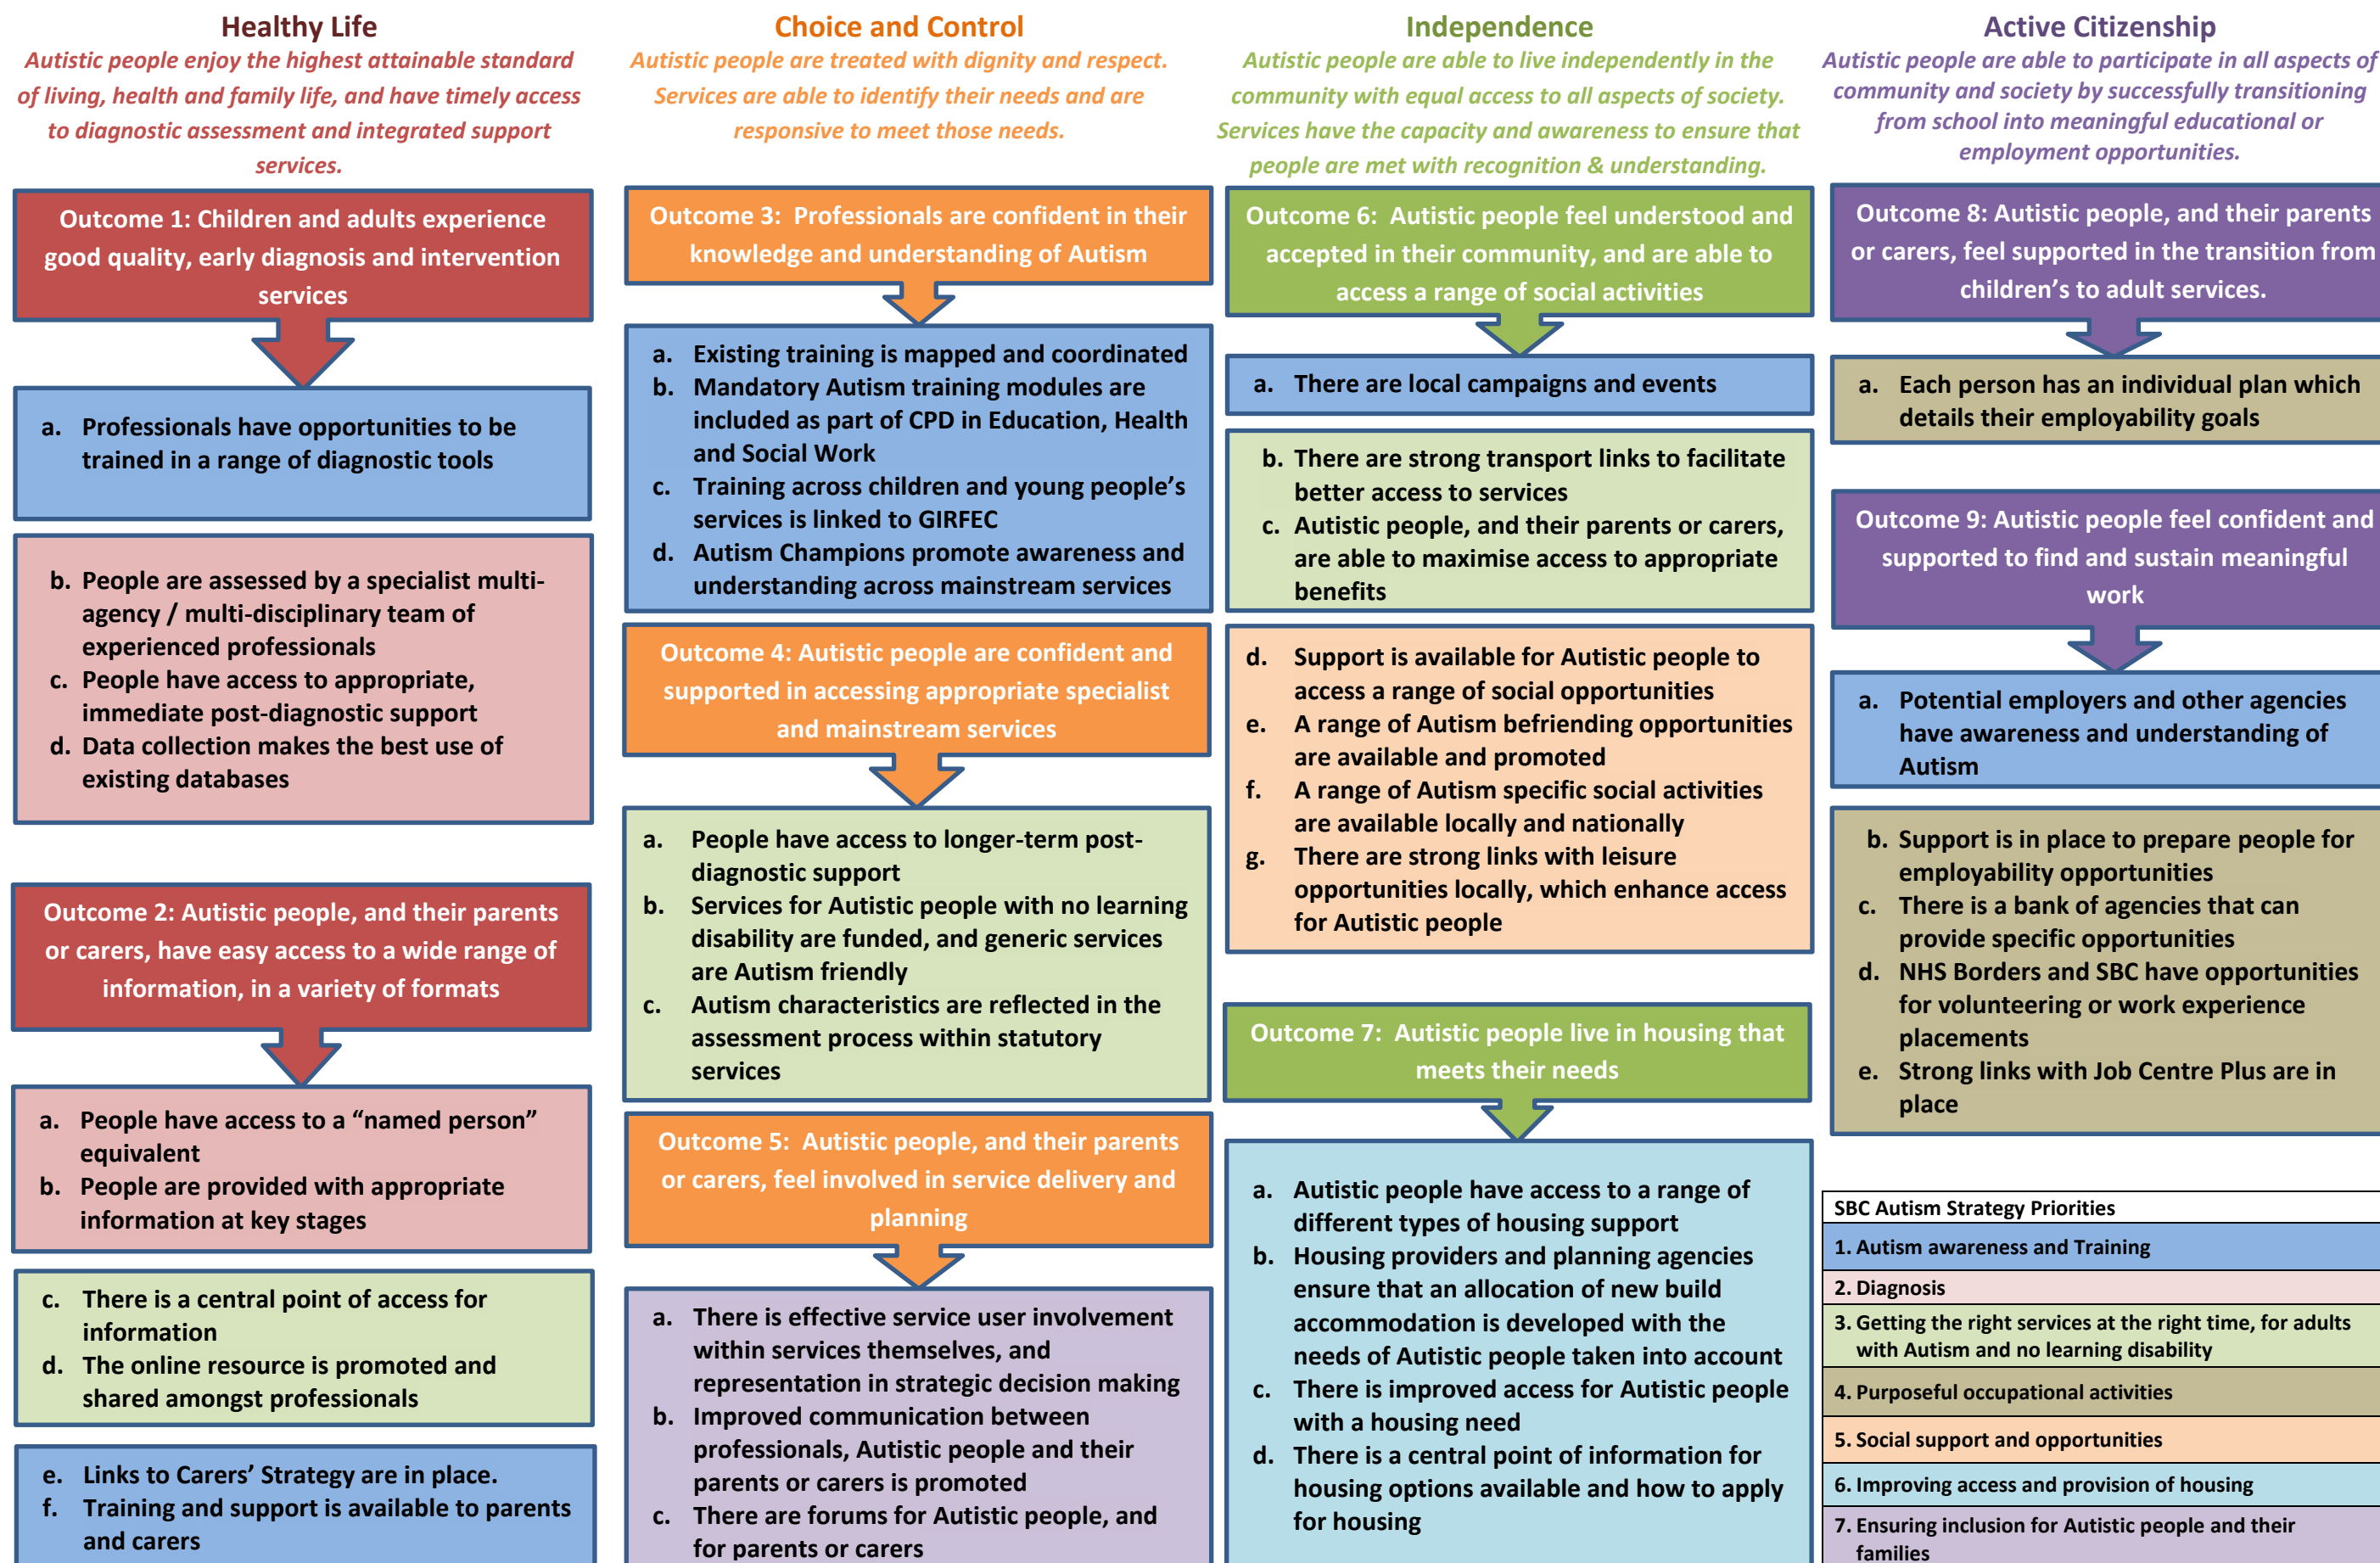 Healthy Life
Autistic people enjoy the highest attainable standard
of living, health and family life, and have timely access
to diagnostic assessment and integrated support
services.
Outcome 1: Children and adults experience
good quality, early diagnosis and intervention
services
a. Professionals have opportunities to be
trained in a range of diagnostic tools
b. People are assessed by a specialist multi-
agency / multi-disciplinary team of
experienced professionals
c. People have access to appropriate,
immediate post-diagnostic support
d. Data collection makes the best use of
existing databases
Outcome 2: Autistic people, and their parents
or carers, have easy access to a wide range of
information, in a variety of formats
a. People have access to a “named person”
equivalent
b. People are provided with appropriate
information at key stages
c. There is a central point of access for
information
d. The online resource is promoted and
shared amongst professionals
e. Links to Carers’ Strategy are in place.
f. Training and support is available to parents
and carers
Choice and Control
Autistic people are treated with dignity and respect.
Services are able to identify their needs and are
responsive to meet those needs.
Outcome 3: Professionals are confident in their
knowledge and understanding of Autism
a. Existing training is mapped and coordinated
b. Mandatory Autism training modules are
included as part of CPD in Education, Health
and Social Work
c. Training across children and young people’s
services is linked to GIRFEC
d. Autism Champions promote awareness and
understanding across mainstream services
Outcome 4: Autistic people are confident and
supported in accessing appropriate specialist
and mainstream services
a. People have access to longer-term post-
diagnostic support
b. Services for Autistic people with no learning
disability are funded, and generic services
are Autism friendly
c. Autism characteristics are reflected in the
assessment process within statutory
services
Outcome 5: Autistic people, and their parents
or carers, feel involved in service delivery and
planning
a. There is effective service user involvement
within services themselves, and
representation in strategic decision making
b. Improved communication between
professionals, Autistic people and their
parents or carers is promoted
c. There are forums for Autistic people, and
for parents or carers
Independence
Autistic people are able to live independently in the
community with equal access to all aspects of society.
Services have the capacity and awareness to ensure that
people are met with recognition & understanding.
Outcome 6: Autistic people feel understood and
accepted in their community, and are able to
access a range of social activities
a. There are local campaigns and events
b. There are strong transport links to facilitate
better access to services
c. Autistic people, and their parents or carers,
are able to maximise access to appropriate
benefits
d. Support is available for Autistic people to
access a range of social opportunities
e. A range of Autism befriending opportunities
are available and promoted
f. A range of Autism specific social activities
are available locally and nationally
g. There are strong links with leisure
opportunities locally, which enhance access
for Autistic people
Outcome 7: Autistic people live in housing that
meets their needs
a. Autistic people have access to a range of
different types of housing support
b. Housing providers and planning agencies
ensure that an allocation of new build
accommodation is developed with the
needs of Autistic people taken into account
c. There is improved access for Autistic people
with a housing need
d. There is a central point of information for
housing options available and how to apply
for housing
Active Citizenship
Autistic people are able to participate in all aspects of
community and society by successfully transitioning
from school into meaningful educational or
employment opportunities.
Outcome 8: Autistic people, and their parents
or carers, feel supported in the transition from
children’s to adult services.
a. Each person has an individual plan which
details their employability goals
Outcome 9: Autistic people feel confident and
supported to find and sustain meaningful
work
a. Potential employers and other agencies
have awareness and understanding of
Autism
b. Support is in place to prepare people for
employability opportunities
c. There is a bank of agencies that can
provide specific opportunities
d. NHS Borders and SBC have opportunities
for volunteering or work experience
placements
e. Strong links with Job Centre Plus are in
place
SBC Autism Strategy Priorities
1. Autism awareness and Training
2. Diagnosis
3. Getting the right services at the right time, for adults
with Autism and no learning disability
4. Purposeful occupational activities
5. Social support and opportunities
6. Improving access and provision of housing
7. Ensuring inclusion for Autistic people and their
families